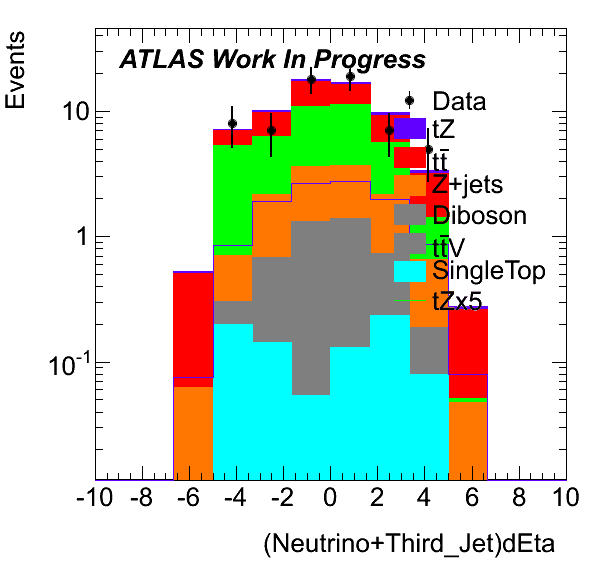 Events
ATLAS Work In Progress
10
1
10-1
Data
tZ
tt̄
Z+jets
Diboson
tt̄V
SingleTop
tZx5
-10 -8 -6 -4 -2 0 2 4 6 8 10
(Neutrino+Third_Jet)dEta